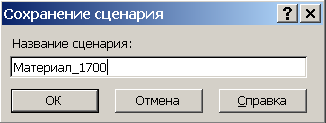 Сохранение сценария
Название сценария:
Материал_1700
ОК Отмена Справка